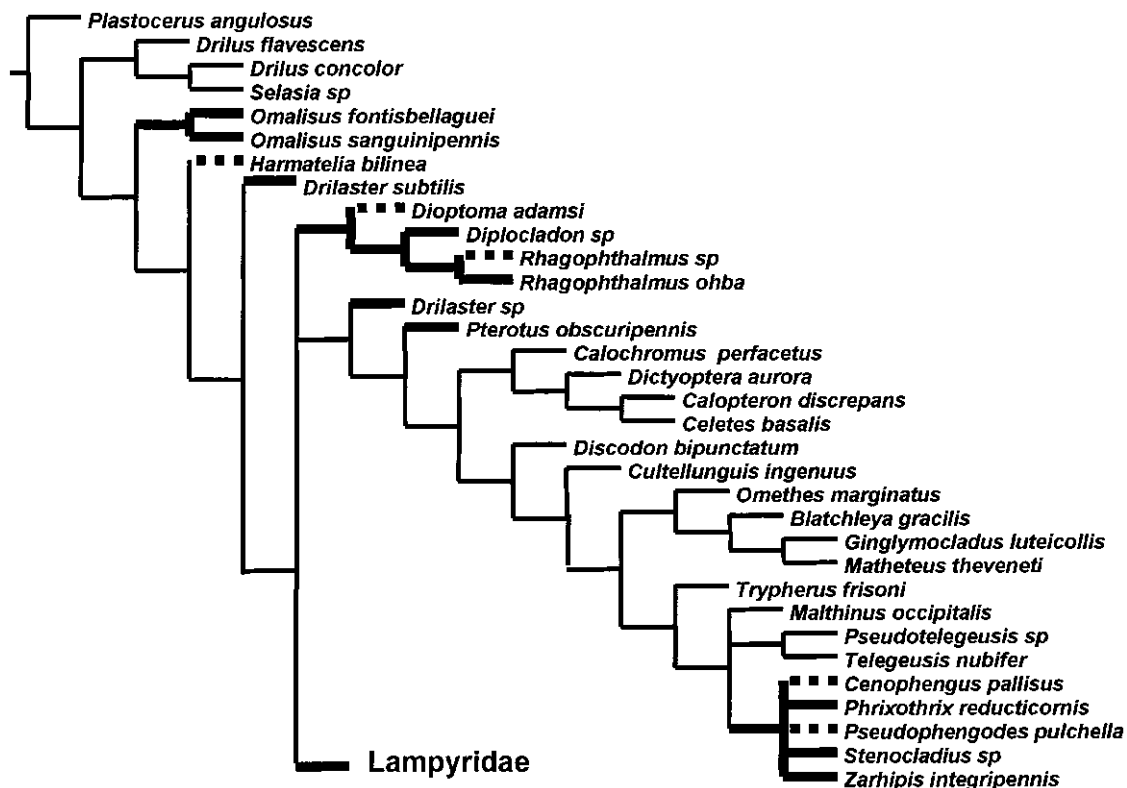 Plastocerus angulosus
Drilus flavescens
Drilus concolor
Selasia sp
Omalisus fontisbellaguei
Omalisus sanguinipennis
Harmatelia bilinea
Drilaster subtilis
Dioptoma adamsi
Diplocladon sp
Rhagophthalmus sp
Rhagophthalmus ohba
Drilaster sp
Pterotus obscuripennis
Calochromus perfacetus
Dictyoptera aurora
Calopteron discrepans
Celetes basalis
Discodon bipunctatum
Cultellunguis ingenuus
Omethes marginatus
Blatchleya gracilis
Ginglymocladus luteicollis
Matheteus theveneti
Trypherus frisoni
Malthinus occipitalis
Pseudotelegeusis sp
Telegeusis nubifer
Cenophengus pallisus
Phrixothrix reducticornis
Pseudophengodes pulchella
Stenocladius sp
Lampyridae
Zarhipis integripennis